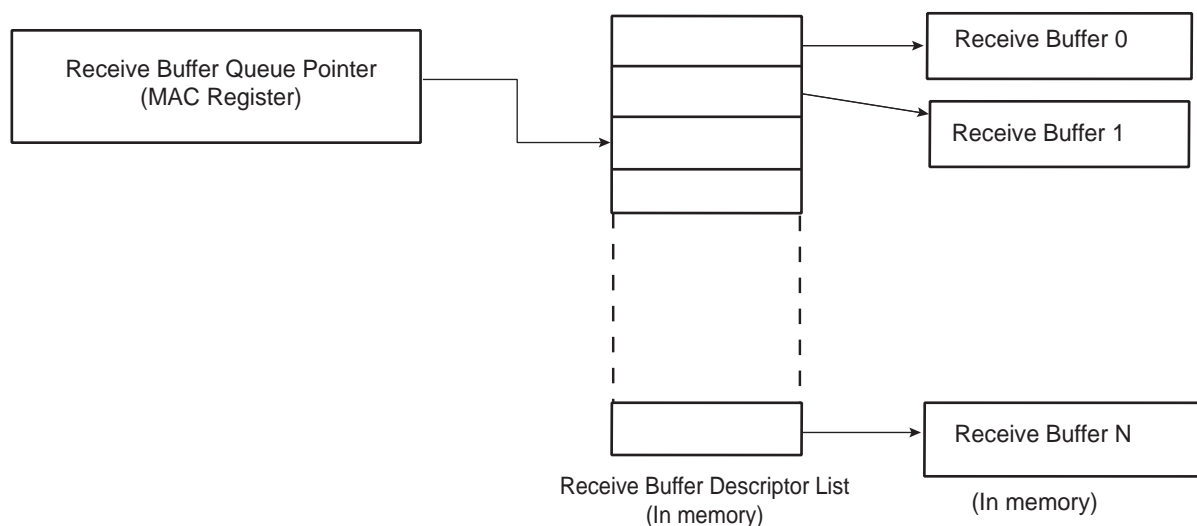 Receive Buffer Queue Pointer
(MAC Register)
Receive Buffer 0
Receive Buffer 1
Receive Buffer N
Receive Buffer Descriptor List
(In memory)
(In memory)